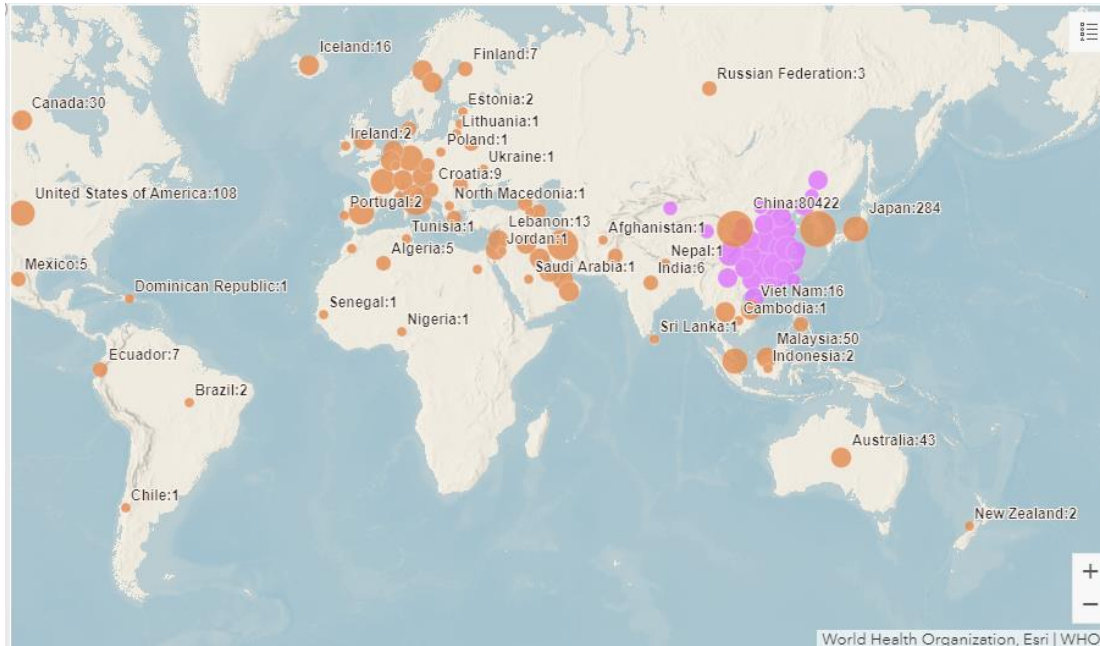 Iceland:16
Finland:7
Russian Federation:3
Canada:30
Estonia:2
Lithuania:1
Ireland:2
Poland:1
Ukraine:1
Croatia:9
United States of America:108
North Macedonia:1
Portugal:2
China:80422
Japan:284
Tunisia:1
Lebanon:13
Afghanistan:1
Algeria:5
Jordan:1
Nepal:1
Mexico:5
Saudi Arabia:1
India:6
Dominican Republic:1
Viet Nam:16
Senegal:1
Cambodia:1
Nigeria:1
Sri Lanka:1
Malaysia:50
Ecuador:7
Indonesia:2
Brazil:2
Australia:43
Chile:1
New Zealand:2
+
−
World Health Organization, Esri | WHO